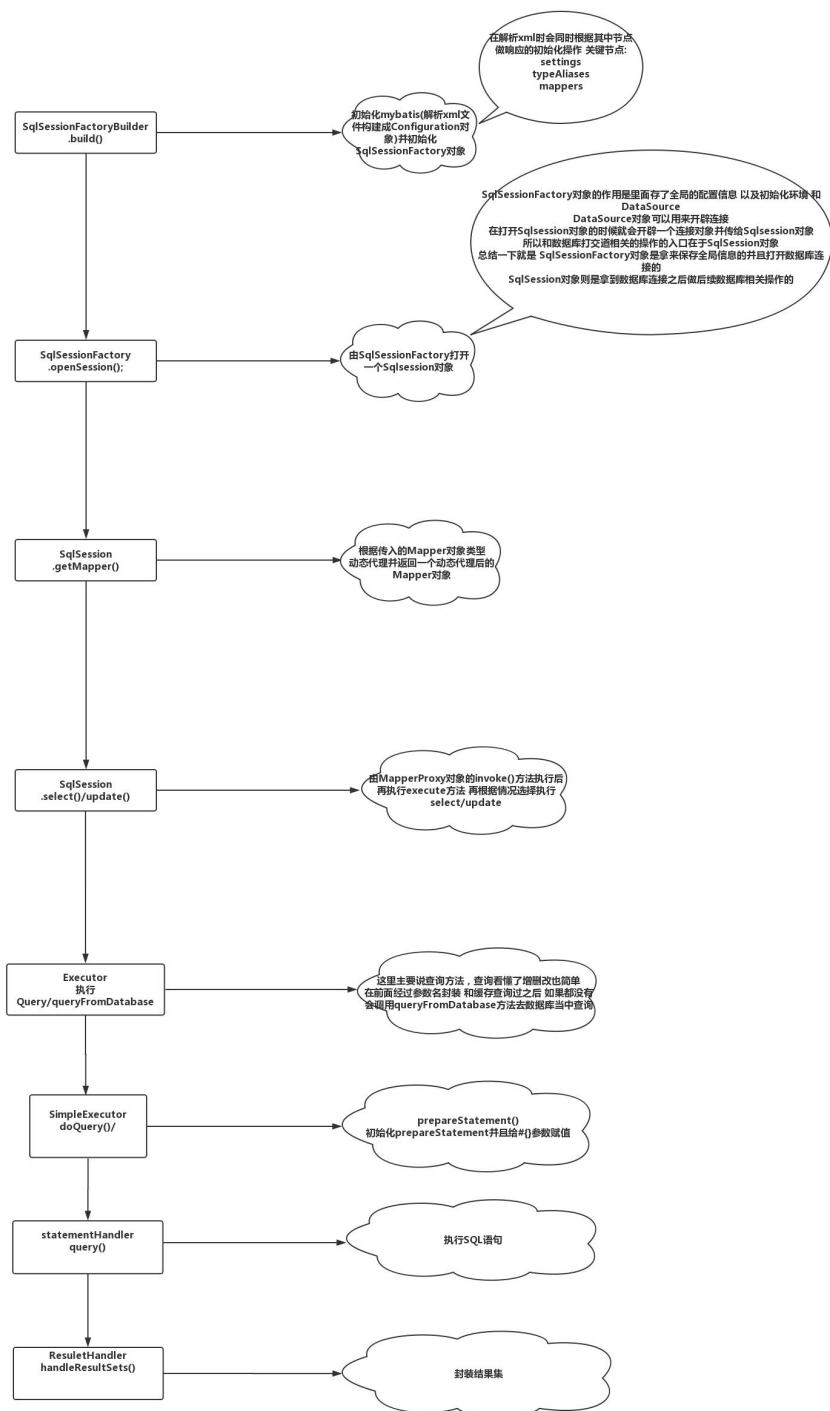 在解析xml时会同时根据其中节点
做响应的初始化操作 关键节点:
settings
typeAliases
mappers
SqlSessionFactoryBuilder
.build()
初始化mybatis(解析xml文
件构建成Configuration对
象)并初始化
SqlSessionFactory对象
SqlSessionFactory对象的作用是里面存了全局的配置信息 以及初始化环境 和
DataSource
DataSource对象可以用来开辟连接
在打开Sqlsession对象的时候就会开辟一个连接对象并传给Sqlsession对象
所以和数据库打交道相关的操作的入口在于SqlSession对象
总结一下就是 SqlSessionFactory对象是拿来保存全局信息的并且打开数据库连
接的
SqlSession对象则是拿到数据库连接之后做后续数据库相关操作的
SqlSessionFactory
.openSession();
由SqlSessionFactory打开
一个Sqlsession对象
SqlSession
.getMapper()
根据传入的Mapper对象类型
动态代理并返回一个动态代理后的
Mapper对象
SqlSession
.select()/update()
由MapperProxy对象的invoke()方法执行后
再执行execute方法 再根据情况选择执行
select/update
Executor
执行
Query/queryFromDatabase
这里主要说查询方法，查询看懂了增删改也简单
在前面经过参数名封装 和缓存查询过之后 如果都没有
会调用queryFromDatabase方法去数据库当中查询
SimpleExecutor
doQuery()/
prepareStatement()
初始化prepareStatement并且给#{}参数赋值
statementHandler
query()
执行SQL语句
ResuletHandler
handleResultSets()
封装结果集